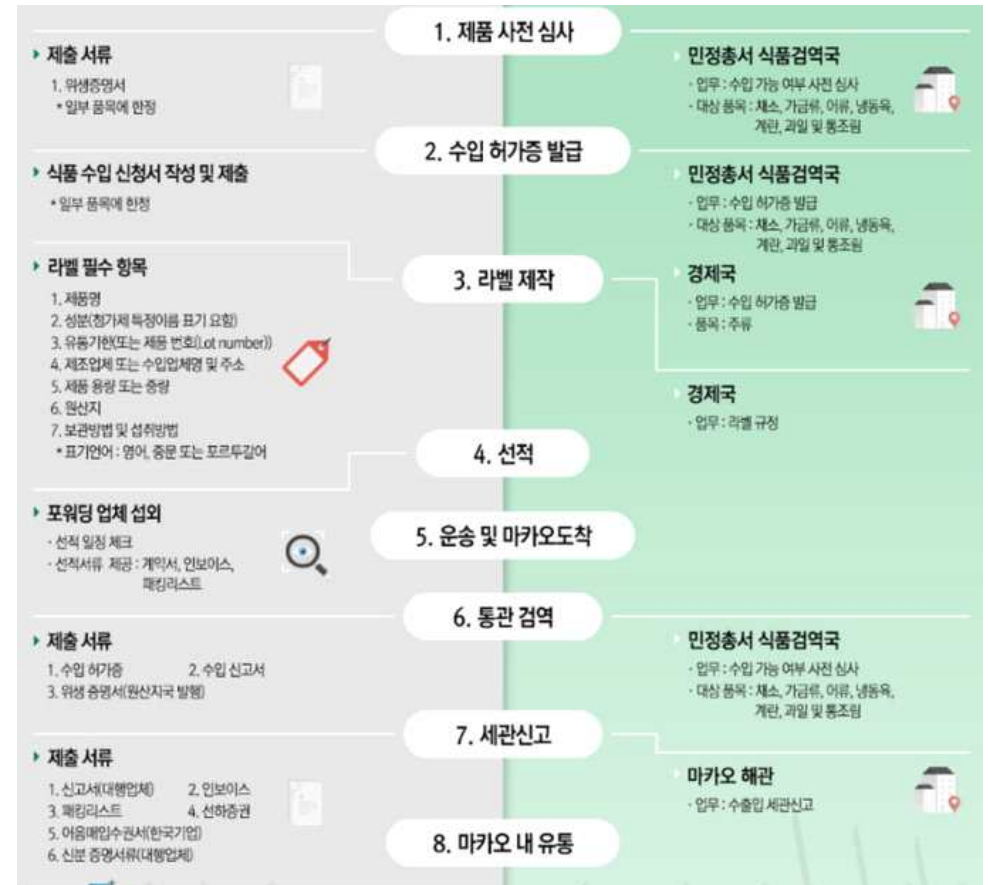 1. 제품 사전 심사
제출 서류
1. 위생증명서
* 일부 품목에 한정
민정총서 식품검역국
· 업무 : 수입 가능 여부 사전 심사
· 대상 품목 : 채소, 가금류, 어류, 냉동육,
계란, 과일 및 통조림
2. 수입 허가증 발급
식품 수입 신청서 작성 및 제출
* 일부 품목에 한정
민정총서 식품검역국
· 업무 : 수입 허가증 발급
· 대상 품목 : 채소, 가금류, 어류, 냉동육,
계란, 과일 및 통조림
경제국
· 업무 : 수입 허가증 발급
· 품목 : 주류
3. 라벨 제작
라벨 필수 항목
1. 제품명
2. 성분(첨가제 특정이름 표기 요함)
3. 유통기한(또는 제품 번호(Lot number))
4. 제조업체 또는 수입업체명 및 주소
5. 제품 용량 또는 중량
6. 원산지
7. 보관방법 및 섭취방법
* 표기언어 : 영어, 중문 또는 포르투갈어
경제국
· 업무 : 라벨 규정
4. 선적
포워딩 업체 섭외
· 선적 일정 체크
· 선적서류 제공 : 계약서, 인보이스,
패킹리스트
5. 운송 및 마카오도착
6. 통관 검역
제출 서류
1. 수입 허가증 2. 수입 신고서
3. 위생 증명서(원산지국 발행)
민정총서 식품검역국
· 업무 : 수입 가능 여부 사전 심사
· 대상 품목 : 채소, 가금류, 어류, 냉동육,
계란, 과일 및 통조림
7. 세관신고
제출 서류
1. 신고서(대행업체) 2. 인보이스
3. 패킹리스트 4. 선하증권
5. 어음매입수권서(한국기업)
6. 신분 증명서류(대행업체)
마카오 해관
· 업무 : 수출입 세관신고
8. 마카오 내 유통